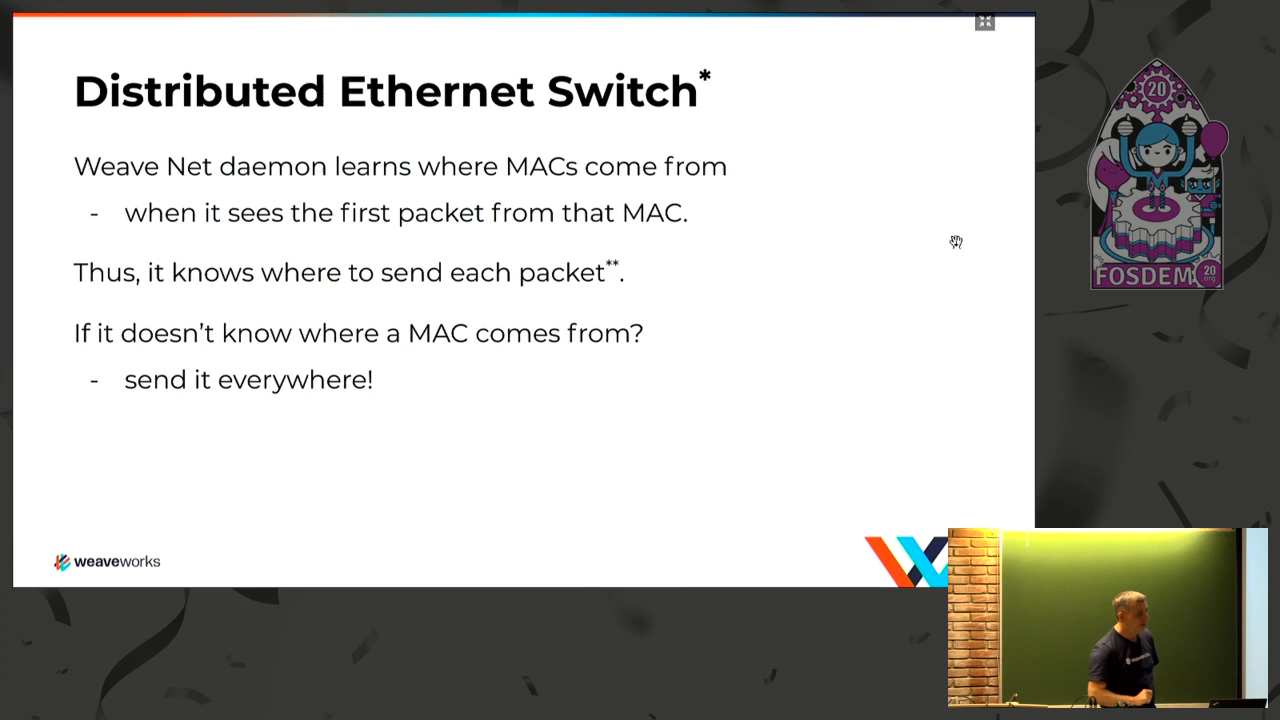 Distributed Ethernet Switch*
Weave Net daemon learns where MACs come from
- when it sees the first packet from that MAC.
Thus, it knows where to send each packet**.
If it doesn't know where a MAC comes from?
- send it everywhere!
weaveworks
20
FOSDEM
20
.org
weaveworks